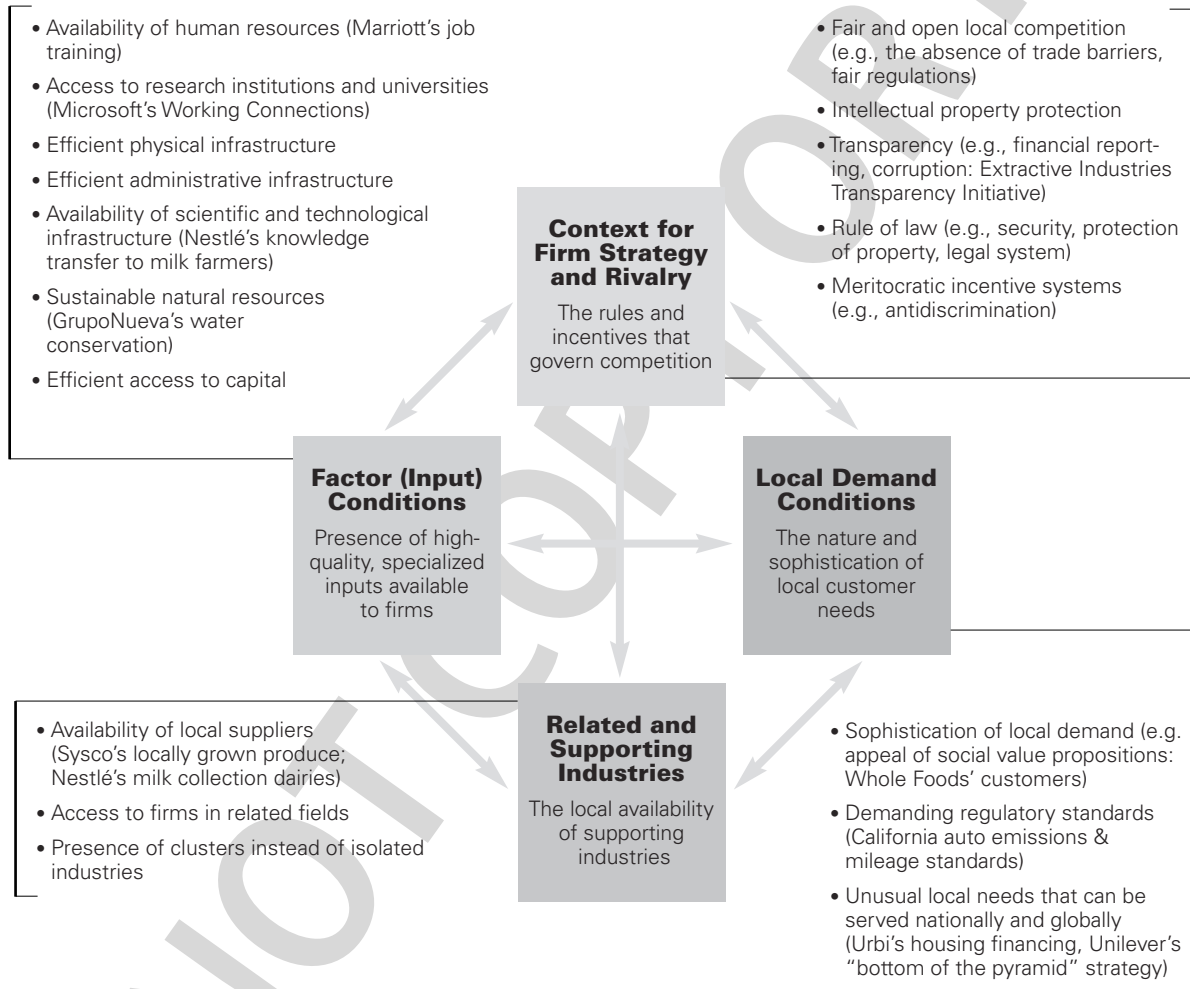 • Availability of human resources (Marriott's job
training)
• Access to research institutions and universities
(Microsoft's Working Connections)
• Efficient physical infrastructure
• Efficient administrative infrastructure
• Availability of scientific and technological
infrastructure (Nestlé's knowledge
transfer to milk farmers)
• Sustainable natural resources
(GrupoNueva's water
conservation)
• Efficient access to capital
• Fair and open local competition
(e.g., the absence of trade barriers,
fair regulations)
• Intellectual property protection
• Transparency (e.g., financial report-
ing, corruption: Extractive Industries
Transparency Initiative)
• Rule of law (e.g., security, protection
of property, legal system)
• Meritocratic incentive systems
(e.g., antidiscrimination)
Context for
Firm Strategy
and Rivalry
The rules and
incentives that
govern competition
Factor (Input)
Conditions
Presence of high-
quality, specialized
inputs available
to firms
Local Demand
Conditions
The nature and
sophistication of
local customer
needs
Related and
Supporting
Industries
The local availability
of supporting
industries
• Availability of local suppliers
(Sysco's locally grown produce;
Nestlé's milk collection dairies)
• Access to firms in related fields
• Presence of clusters instead of isolated
industries
• Sophistication of local demand (e.g.
appeal of social value propositions:
Whole Foods' customers)
• Demanding regulatory standards
(California auto emissions &
mileage standards)
• Unusual local needs that can be
served nationally and globally
(Urbi's housing financing, Unilever's
"bottom of the pyramid" strategy)
NOT COPY OR